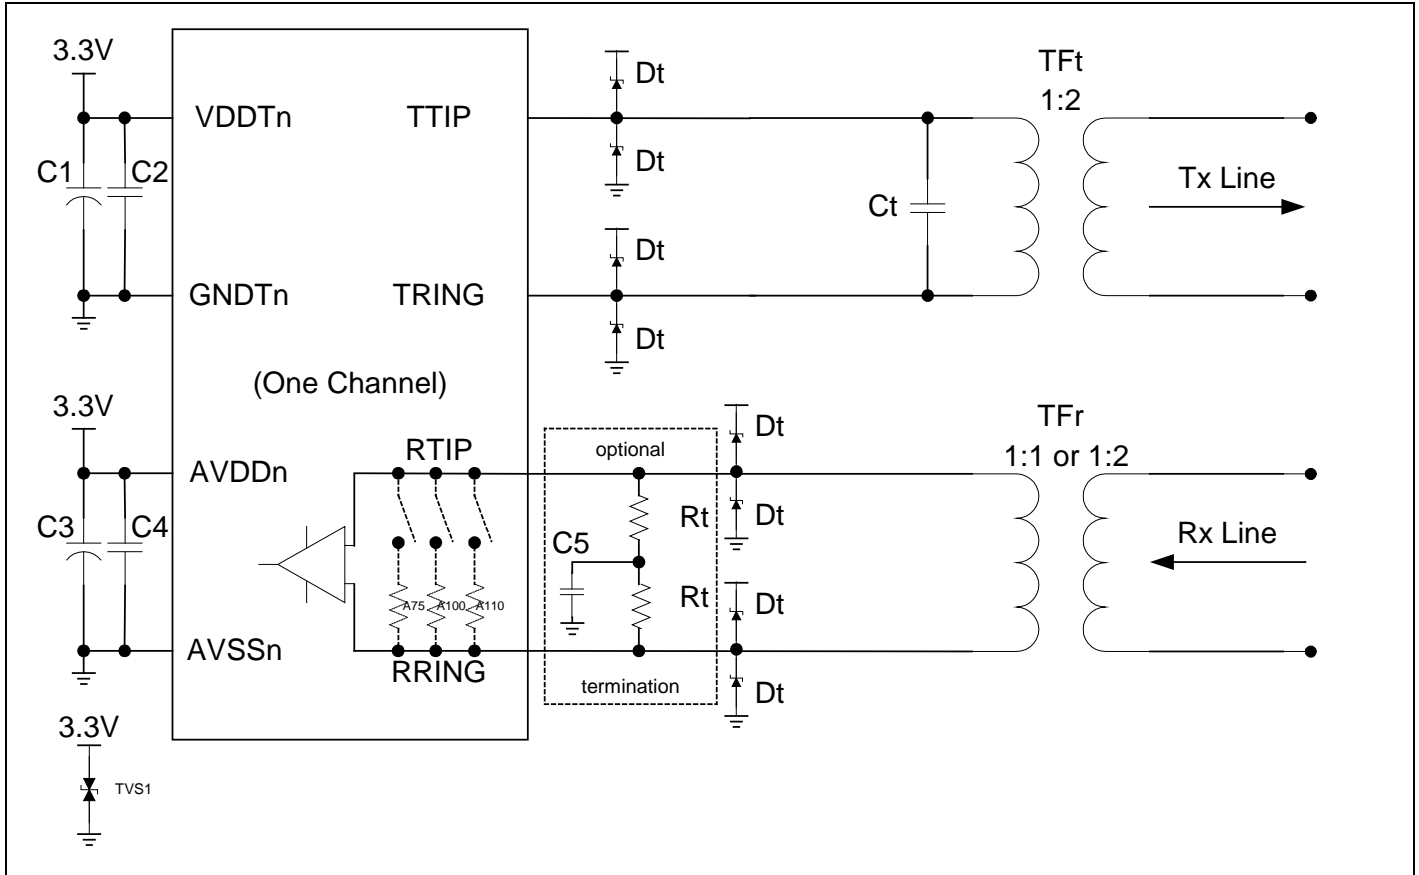 3.3V
VDDTn
TTIP
Dt
TFt
1:2
C1
C2
Dt
Tx Line
Ct
GNDTn
TRING
Dt
Dt
(One Channel)
3.3V
RTIP
optional
Dt
TFr
1:1 or 1:2
AVDDn
C3
C4
C5
Rt
Dt
Rx Line
A75
A100
A110
Rt
Dt
AVSSn
RRING
termination
Dt
3.3V
TVS1